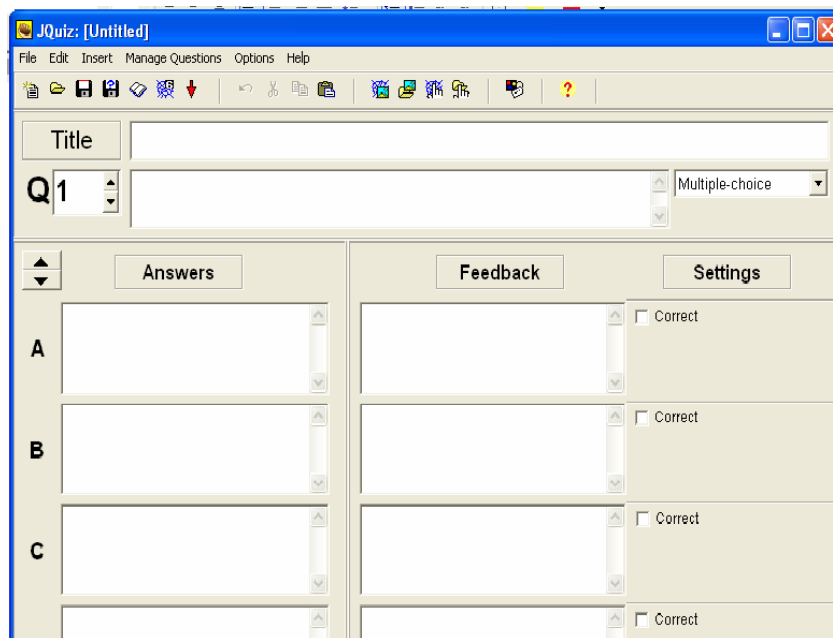 JQuiz: [Untitled]
File Edit Insert Manage Questions Options Help
Title
Q 1 Multiple-choice
Answers Feedback Settings
A Correct
B Correct
C Correct
Correct